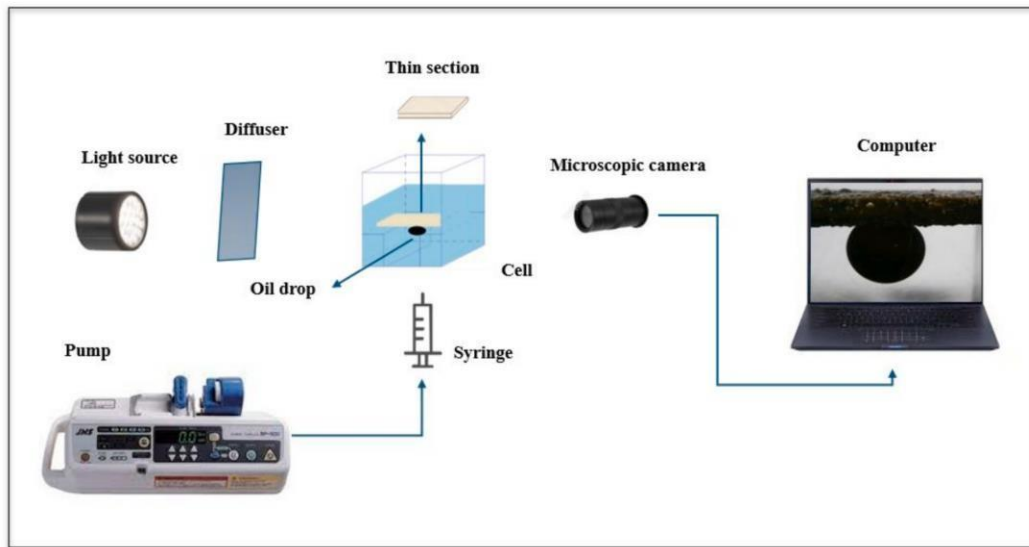 Thin section
Diffuser
Light source
Microscopic camera
Computer
Cell
Oil drop
Syringe
Pump
JMS
0.0